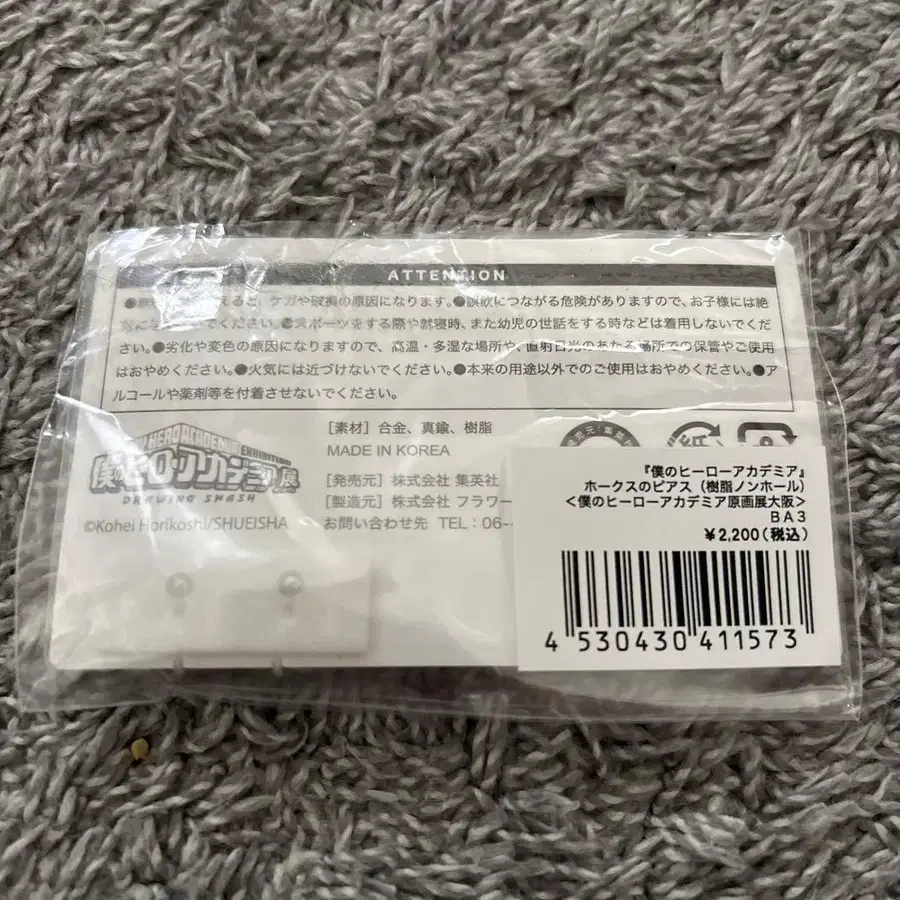 ATTENTION
ると、ケガや破損の原因になります。●誤飲につながる危険がありますので、お子様には絶
でください。●スポーツをする際や就寝時、また幼児の世話をする時などは着用しないでくだ
さい。●劣化や変色の原因になりますので、高温・多湿な場所や、直射日光のあたる場所での保管やご使用
はおやめください。●火気には近づけないでください。●本来の用途以外でのご使用はおやめください。●ア
ルコールや薬剤等を付着させないでください。
[素材] 合金、真鍮、樹脂
MADE IN KOREA
[発売元] 株式会社 集英社
[製造元] 株式会社 フラワー
お問い合わせ先 TEL：06-
HERO ACADEMIA EXHIBITION
僕のヒーローアカデミア展
DRAWING SMASH
©Kohei Horikoshi/SHUEISHA
発売元：集英
紙
『僕のヒーローアカデミア』
ホークスのピアス（樹脂ノンホール）
<僕のヒーローアカデミア原画展大阪>
BA3
¥2,200(税込)
4 530430 411573